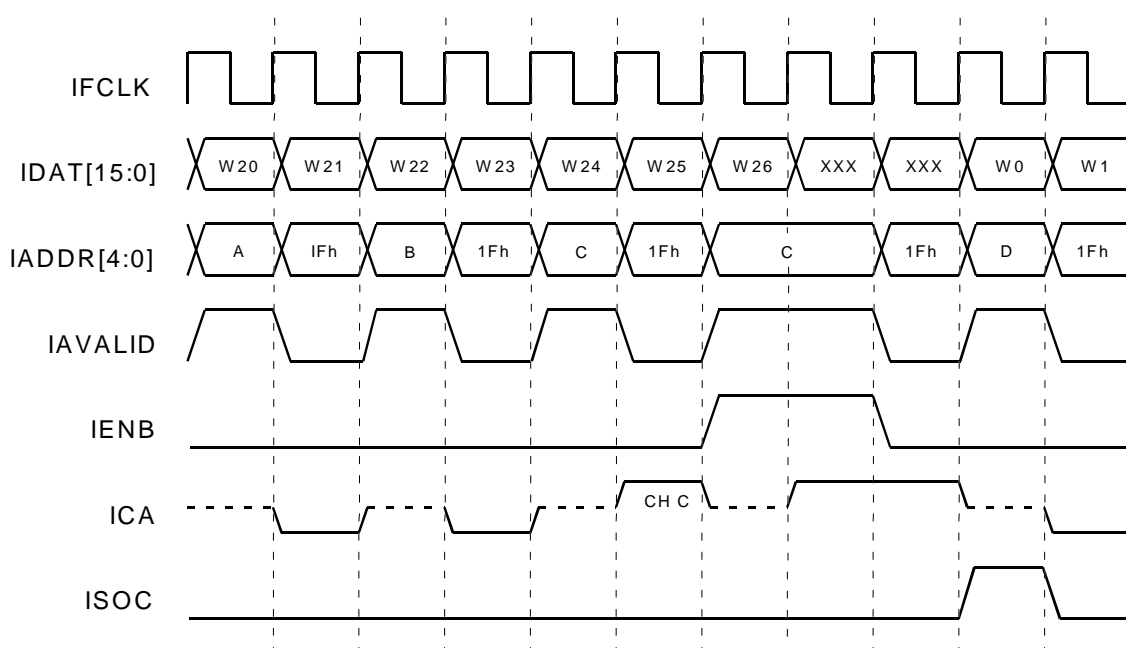 IFCLK
IDAT[15:0] W20 W21 W22 W23 W24 W25 W26 XXX XXX W0 W1
IADDR[4:0] A IFh B 1Fh C 1Fh C 1Fh D 1Fh
IAVALID
IENB
ICA CH C
ISOC